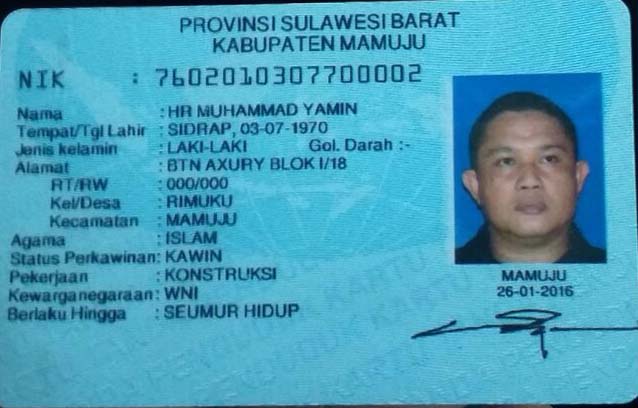 PROVINSI SULAWESI BARAT
KABUPATEN MAMUJU
NIK : 7602010307700002
Nama : HR MUHAMMAD YAMIN
Tempat/Tgl Lahir : SIDRAP, 03-07-1970
Jenis kelamin : LAKI-LAKI Gol. Darah :-
Alamat : BTN AXURY BLOK I/18
RT/RW : 000/000
Kel/Desa : RIMUKU
Kecamatan : MAMUJU
Agama : ISLAM
Status Perkawinan: KAWIN
Pekerjaan : KONSTRUKSI
Kewarganegaraan: WNI
Berlaku Hingga : SEUMUR HIDUP
MAMUJU
26-01-2016